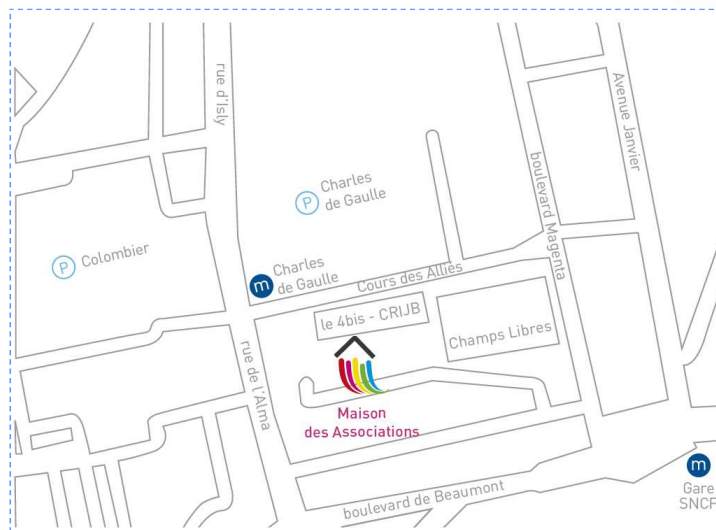 rue d'Isly
Avenue Janvier
boulevard Magenta
P
Charles
de Gaulle
P
Colombier
m
Charles
de Gaulle
Cours des Alliés
le 4bis - CRIJB
Champs Libres
rue de l'Alma
Maison
des Associations
boulevard de Beaumont
m
Gare
SNCF